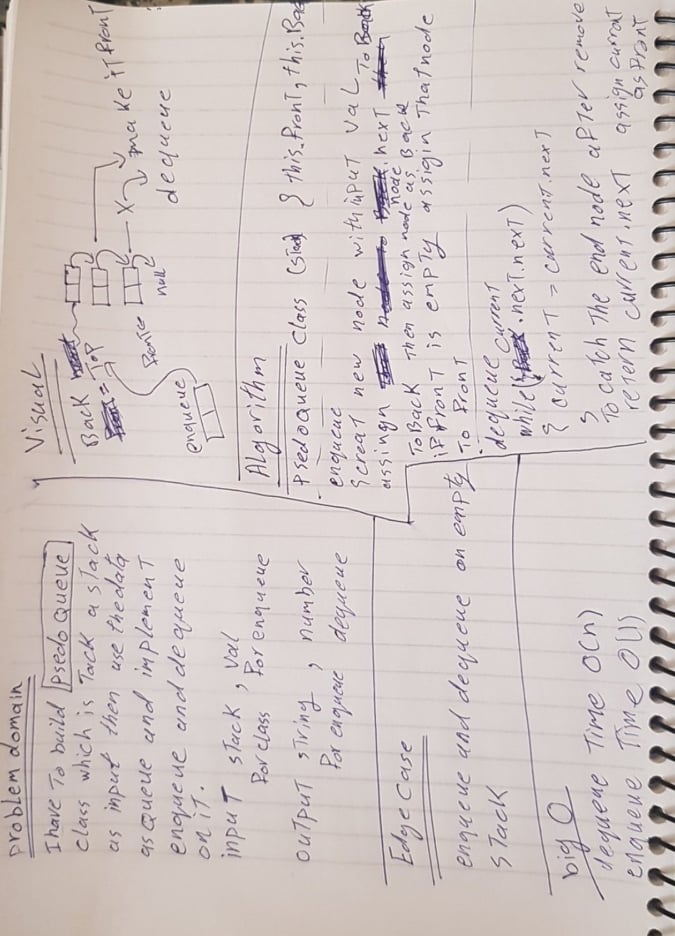 problem domain
I have To build Psedo Queue
class which is Tack a sTack
as input Then use The data
as Queue and implement
enqueue and dequeue
on iT.
inpuT sTack , val
for class for enqueue
ouTpuT sTring , number
for enqueue dequeue
Edge case
enqueue and dequeue on empTy
STack
big O
dequeue Time O(n)
enqueue Time O(1)
Visual
Back
= Top
enqueue
null
X make iT front
dequeue
Algorithm
Psedo Queue class (stack) { this.front, this.Back
enqueue
{ creat new node with input val
assign node.next To Back
To Back Then assign node as Back
if front is empTy assigin That node
To front
dequeue
while(current.next.next)
{ current = current.next
}
To catch The end node after remove
retern current.next assign current
as front